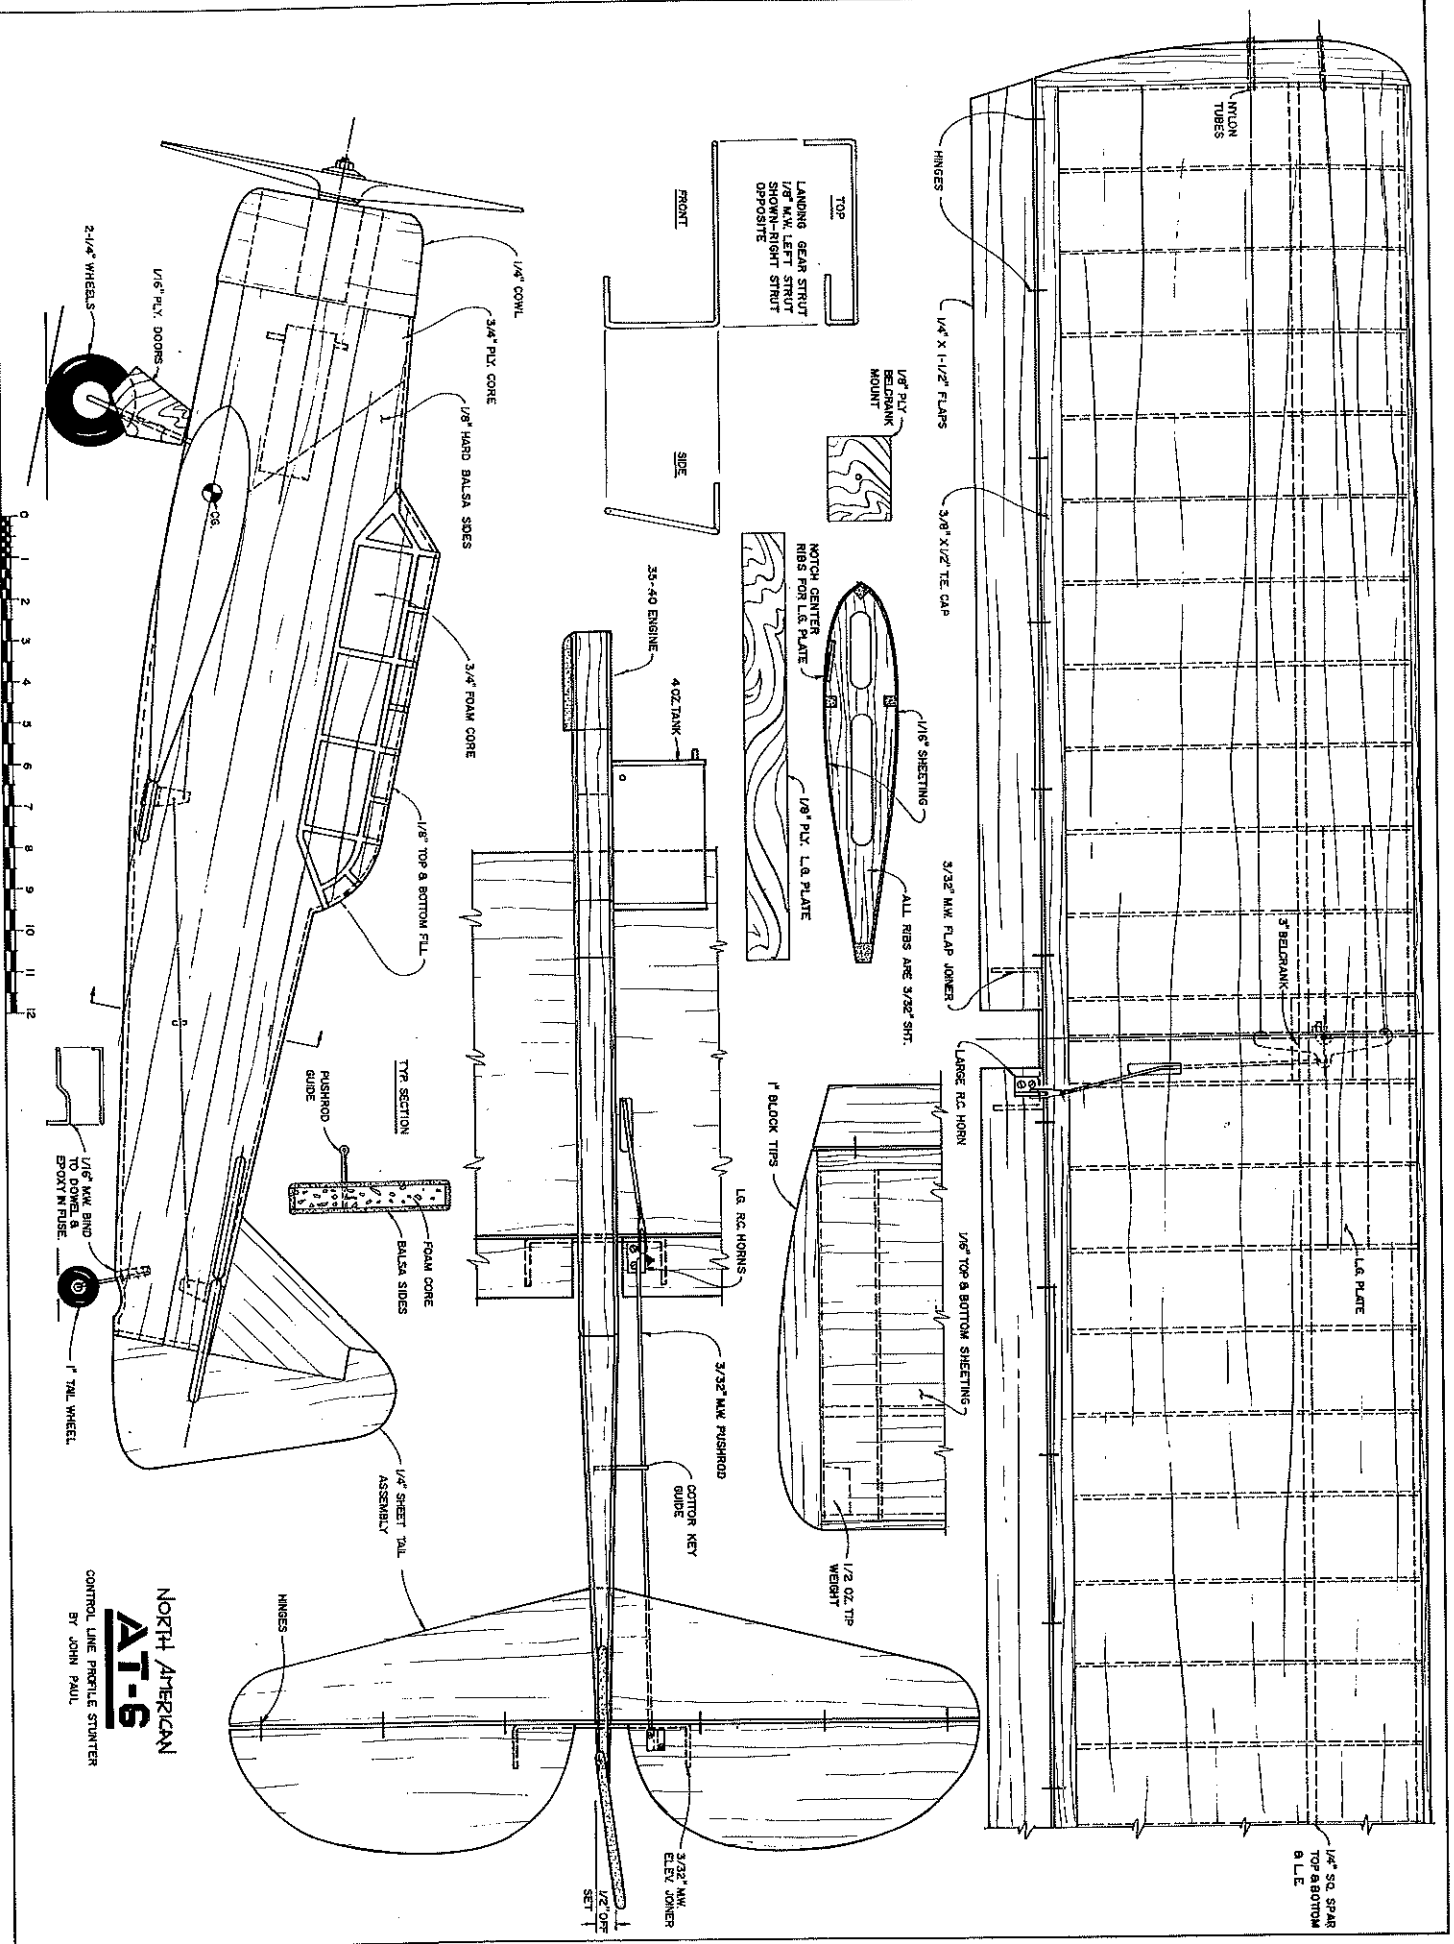 NYLON
TUBES
HINGES
1/4" X 1-1/2" FLAPS
3/8" X 1/2" T.E. CAP
3/32" M.W. FLAP JOINER
LARGE R.C. HORN
3" BELCRANK
L.G. PLATE
1/4" SQ. SPAR
TOP & BOTTOM
& L.E.
TOP
LANDING GEAR STRUT
1/8" M.W. LEFT STRUT
SHOWN-RIGHT STRUT
OPPOSITE
FRONT
SIDE
1/8" PLY
BELCRANK
MOUNT
NOTCH CENTER
RIBS FOR L.G. PLATE
1/16" SHEETING
1/8" PLY. L.G. PLATE
ALL RIBS ARE 3/32" SHT.
1" BLOCK TIPS
1/16" TOP & BOTTOM SHEETING
1/2 OZ. TIP
WEIGHT
35-40 ENGINE
4 OZ. TANK
LG. R.C. HORNS
3/32" M.W. PUSHROD
COTTOR KEY
GUIDE
3/32" M.W.
ELEV. JOINER
1/2" OFF
SET
HINGES
1/4" SHEET TAIL
ASSEMBLY
TYP. SECTION
PUSHROD
GUIDE
FOAM CORE
BALSA SIDES
1/4" COWL
3/4" PLY. CORE
1/8" HARD BALSA SIDES
3/4" FOAM CORE
1/8" TOP & BOTTOM FILL
C.G.
1/16" PLY. DOORS
2-1/4" WHEELS
1/16" M.W. BIND
TO DOWEL &
EPOXY IN FUSE.
1" TAIL WHEEL
0 1 2 3 4 5 6 7 8 9 10 11 12
NORTH AMERICAN
AT-6
CONTROL LINE PROFILE STUNTER
BY JOHN PAUL